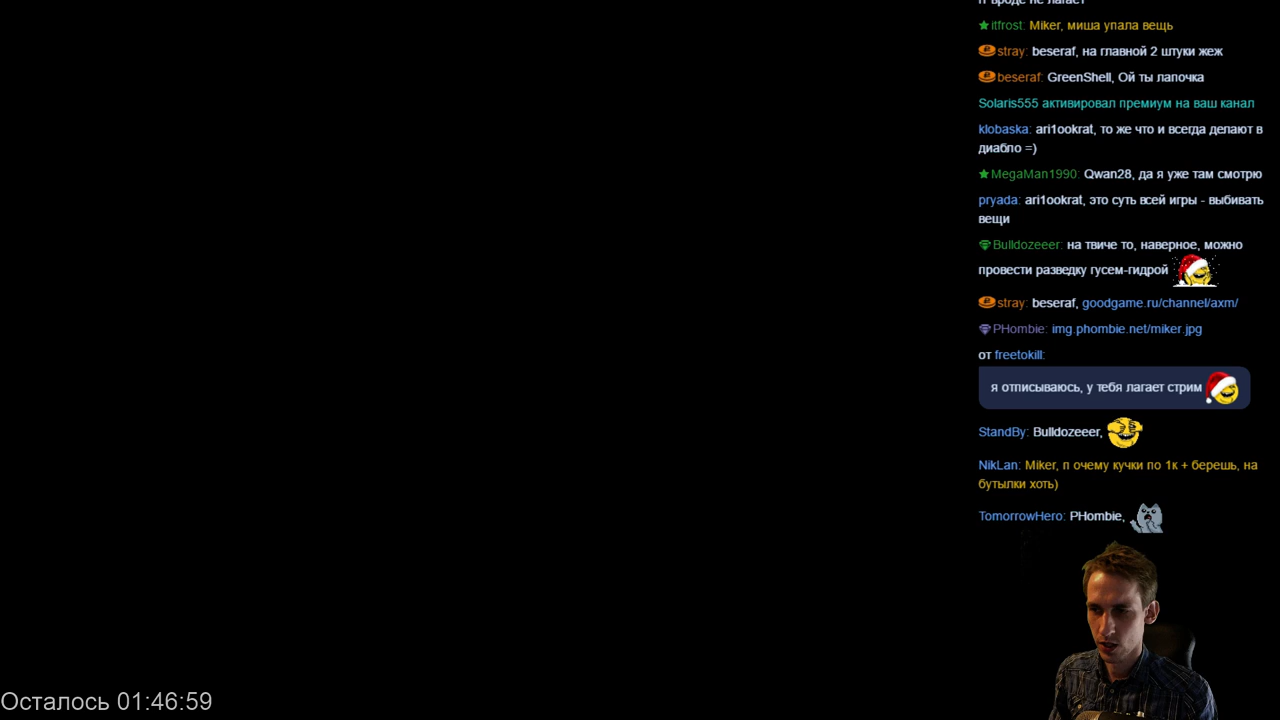 п вроде не лагает
itfrost: Miker, миша упала вещь
stray: beseraf, на главной 2 штуки жеж
beseraf: GreenShell, Ой ты лапочка
Solaris555 активировал премиум на ваш канал
klobaska: ari1ookrat, то же что и всегда делают в
диабло =)
MegaMan1990: Qwan28, да я уже там смотрю
pryada: ari1ookrat, это суть всей игры - выбивать
вещи
Bulldozeeer: на твиче то, наверное, можно
провести разведку гусем-гидрой
stray: beseraf, goodgame.ru/channel/axm/
PHombie: img.phombie.net/miker.jpg
от freetokill:
я отписываюсь, у тебя лагает стрим
StandBy: Bulldozeeer,
NikLan: Miker, п очему кучки по 1к + берешь, на
бутылки хоть)
TomorrowHero: PHombie,
Осталось 01:46:59